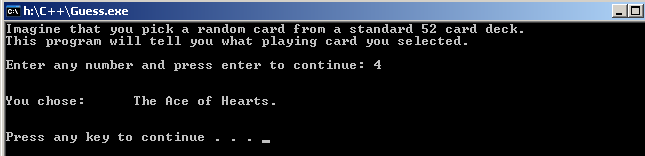 h:\C++\Guess.exe
Imagine that you pick a random card from a standard 52 card deck.
This program will tell you what playing card you selected.
Enter any number and press enter to continue: 4
You chose: The Ace of Hearts.
Press any key to continue . . . _